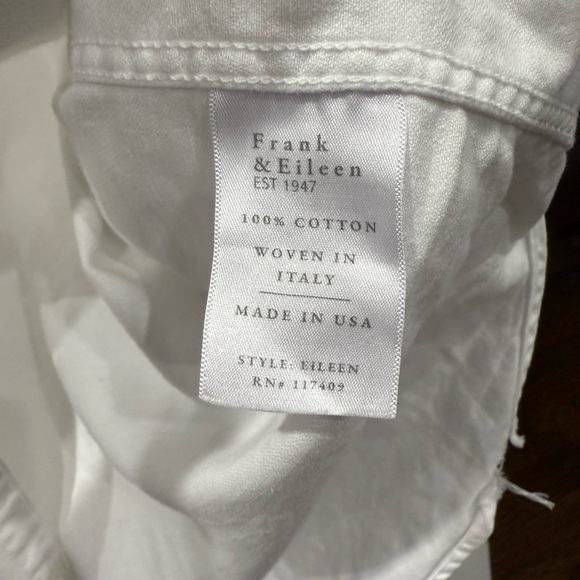 Frank
&Eileen
EST 1947
100% COTTON
WOVEN IN
ITALY
MADE IN USA
STYLE: EILEEN
RN# 117409